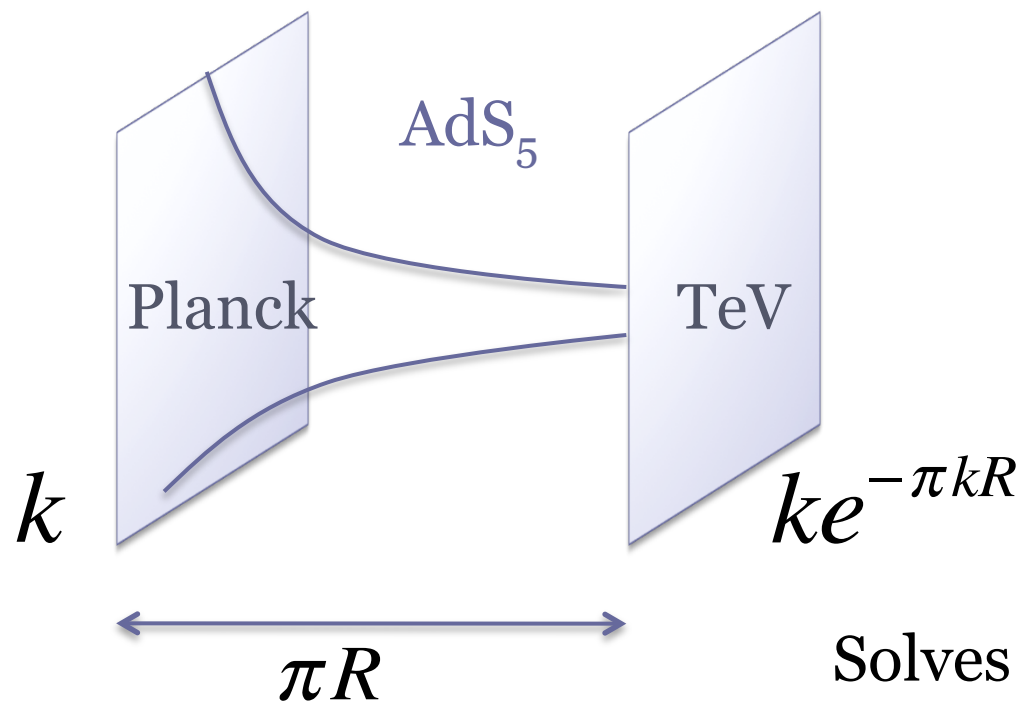 AdS₅
Planck
TeV
k
ke^{-πkR}
πR
Solves